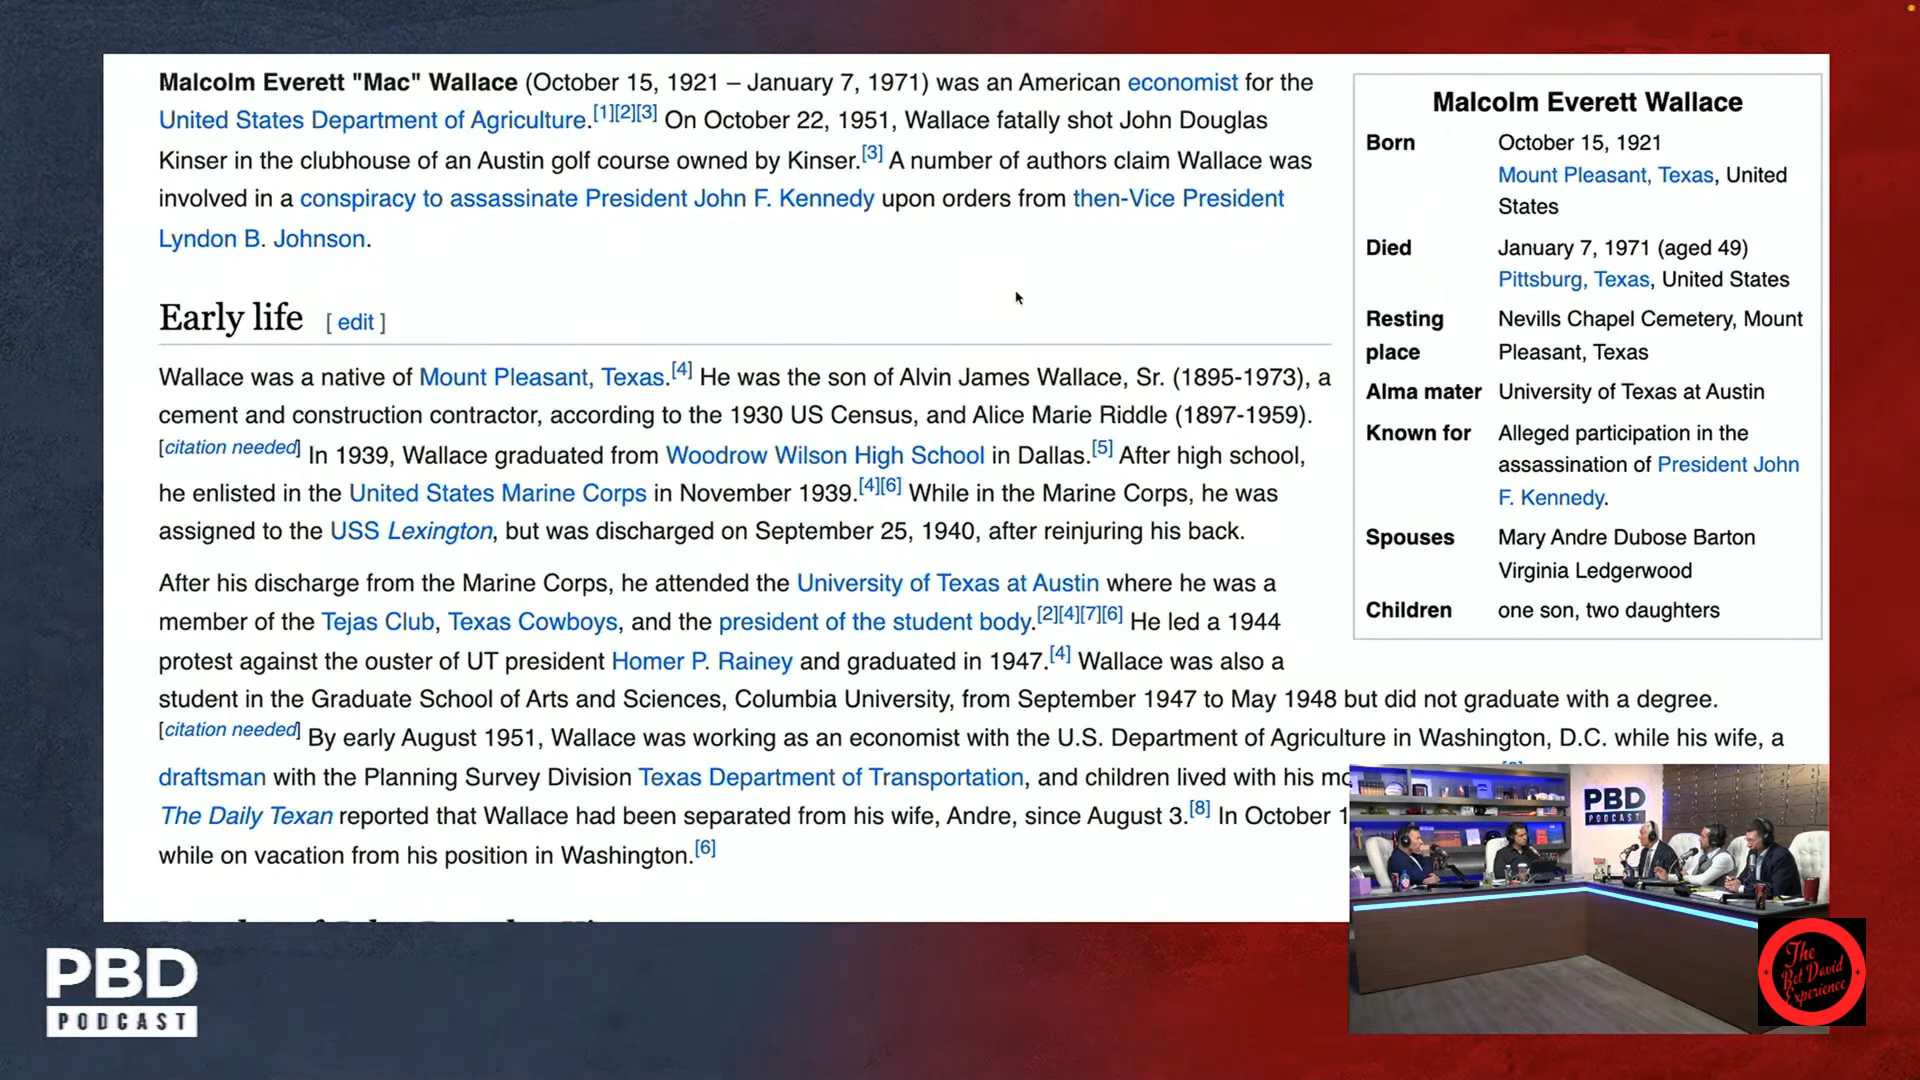 Malcolm Everett "Mac" Wallace (October 15, 1921 – January 7, 1971) was an American economist for the
United States Department of Agriculture.[1][2][3] On October 22, 1951, Wallace fatally shot John Douglas
Kinser in the clubhouse of an Austin golf course owned by Kinser.[3] A number of authors claim Wallace was
involved in a conspiracy to assassinate President John F. Kennedy upon orders from then-Vice President
Lyndon B. Johnson.
Early life [ edit ]
Wallace was a native of Mount Pleasant, Texas.[4] He was the son of Alvin James Wallace, Sr. (1895-1973), a
cement and construction contractor, according to the 1930 US Census, and Alice Marie Riddle (1897-1959).
[citation needed] In 1939, Wallace graduated from Woodrow Wilson High School in Dallas.[5] After high school,
he enlisted in the United States Marine Corps in November 1939.[4][6] While in the Marine Corps, he was
assigned to the USS Lexington, but was discharged on September 25, 1940, after reinjuring his back.
After his discharge from the Marine Corps, he attended the University of Texas at Austin where he was a
member of the Tejas Club, Texas Cowboys, and the president of the student body.[2][4][7][6] He led a 1944
protest against the ouster of UT president Homer P. Rainey and graduated in 1947.[4] Wallace was also a
student in the Graduate School of Arts and Sciences, Columbia University, from September 1947 to May 1948 but did not graduate with a degree.
[citation needed] By early August 1951, Wallace was working as an economist with the U.S. Department of Agriculture in Washington, D.C. while his wife, a
draftsman with the Planning Survey Division Texas Department of Transportation, and children lived with his
The Daily Texan reported that Wallace had been separated from his wife, Andre, since August 3.[8] In October
while on vacation from his position in Washington.[6]
Malcolm Everett Wallace
Born October 15, 1921
Mount Pleasant, Texas, United
States
Died January 7, 1971 (aged 49)
Pittsburg, Texas, United States
Resting Nevills Chapel Cemetery, Mount
place Pleasant, Texas
Alma mater University of Texas at Austin
Known for Alleged participation in the
assassination of President John
F. Kennedy.
Spouses Mary Andre Dubose Barton
Virginia Ledgerwood
Children one son, two daughters
PBD
PODCAST
PBD
PODCAST
The
Bet David
Experience